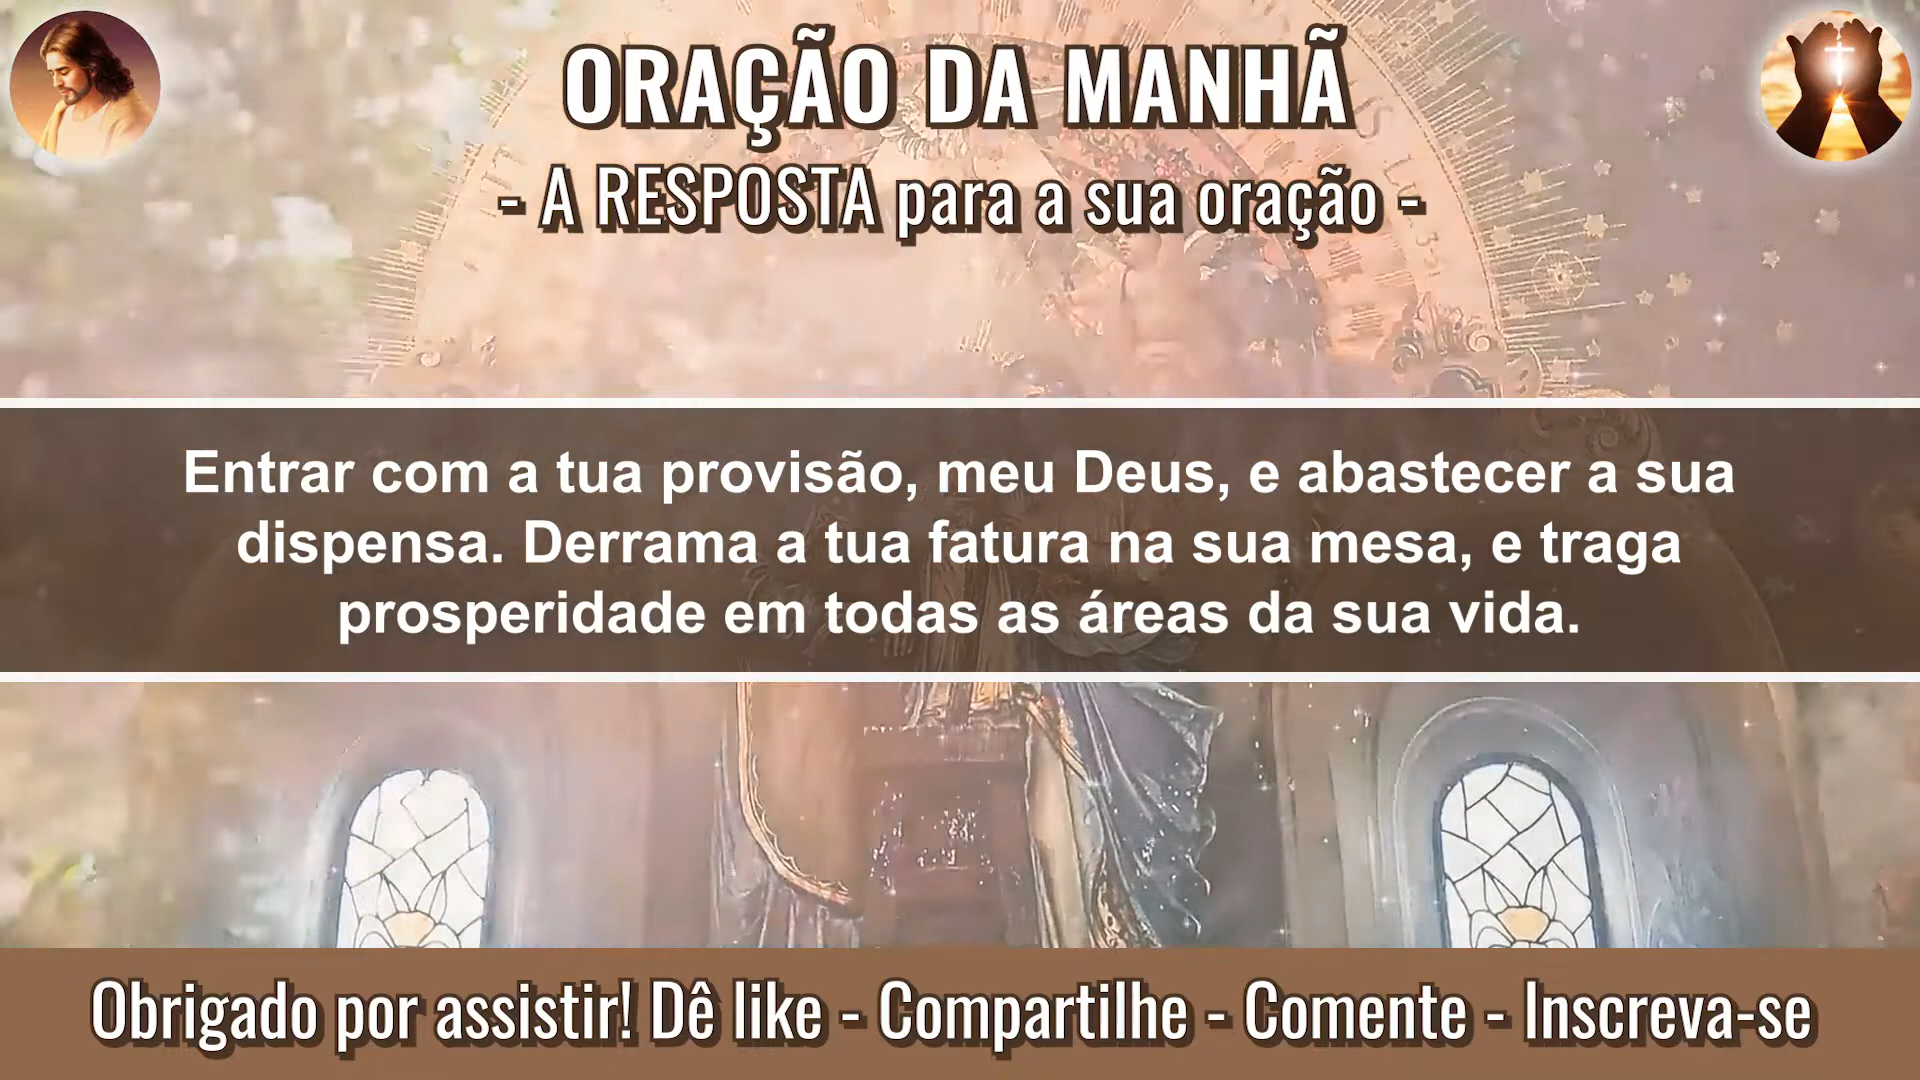 ORAÇÃO DA MANHÃ
- A RESPOSTA para a sua oração -
Entrar com a tua provisão, meu Deus, e abastecer a sua
dispensa. Derrama a tua fatura na sua mesa, e traga
prosperidade em todas as áreas da sua vida.
Obrigado por assistir! Dê like - Compartilhe - Comente - Inscreva-se